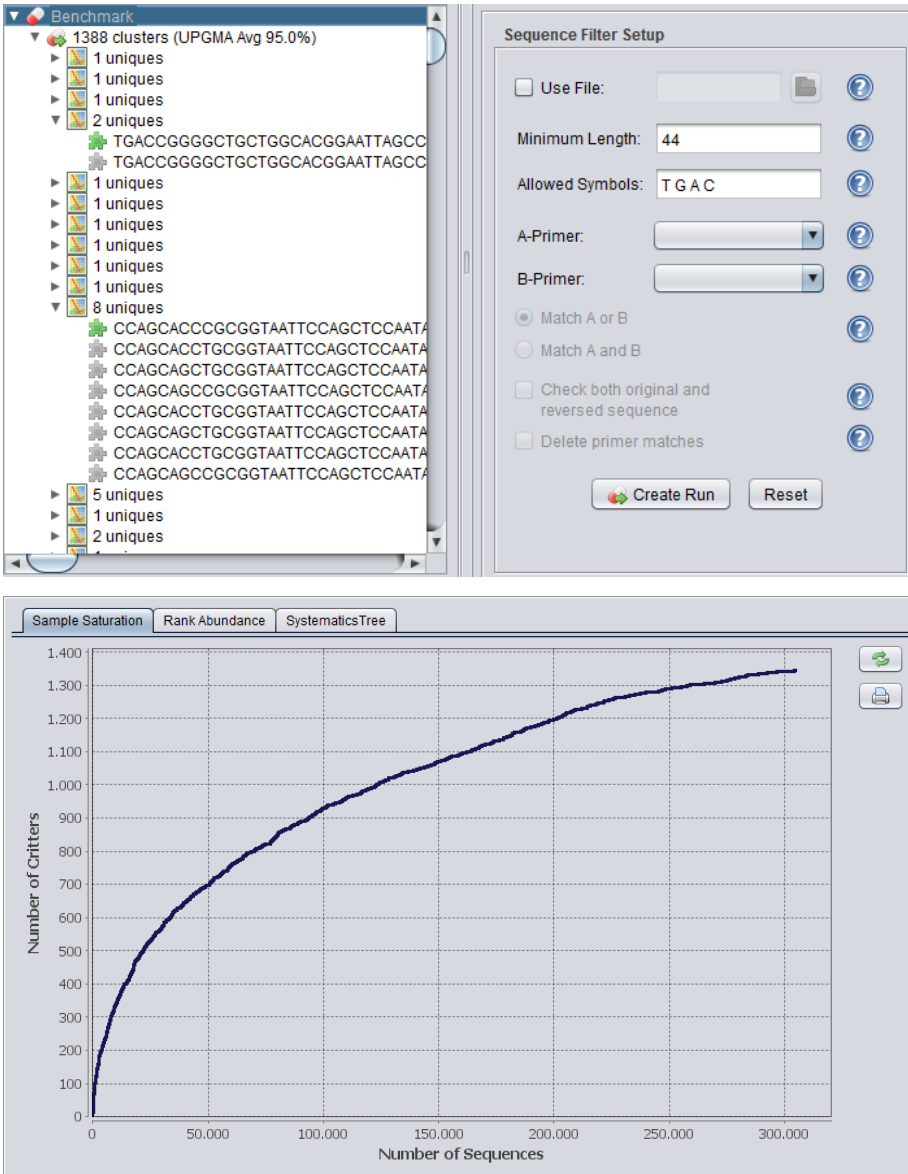 Benchmark
1388 clusters (UPGMA Avg 95.0%)
1 uniques
1 uniques
1 uniques
2 uniques
TGACCGGGGCTGCTGGCACGGAATTAGCC
TGACCGGGGCTGCTGGCACGGAATTAGCC
1 uniques
1 uniques
1 uniques
1 uniques
1 uniques
1 uniques
8 uniques
CCAGCACCCGCGGTAATTCCAGCTCCAATA
CCAGCACCTGCGGTAATTCCAGCTCCAATA
CCAGCAGCTGCGGTAATTCCAGCTCCAATA
CCAGCAGCCGCGGTAATTCCAGCTCCAATA
CCAGCACCTGCGGTAATTCCAGCTCCAATA
CCAGCAGCTGCGGTAATTCCAGCTCCAATA
CCAGCACCTGCGGTAATTCCAGCTCCAATA
CCAGCAGCCGCGGTAATTCCAGCTCCAATA
5 uniques
1 uniques
2 uniques
Sequence Filter Setup
Use File:
?
Minimum Length: 44 ?
Allowed Symbols: T G A C ?
A-Primer: ?
B-Primer: ?
Match A or B ?
Match A and B
Check both original and ?
reversed sequence
Delete primer matches ?
Create Run Reset
Sample Saturation Rank Abundance SystematicsTree
Number of Critters
1.400
1.300
1.200
1.100
1.000
900
800
700
600
500
400
300
200
100
0
0 50.000 100.000 150.000 200.000 250.000 300.000
Number of Sequences